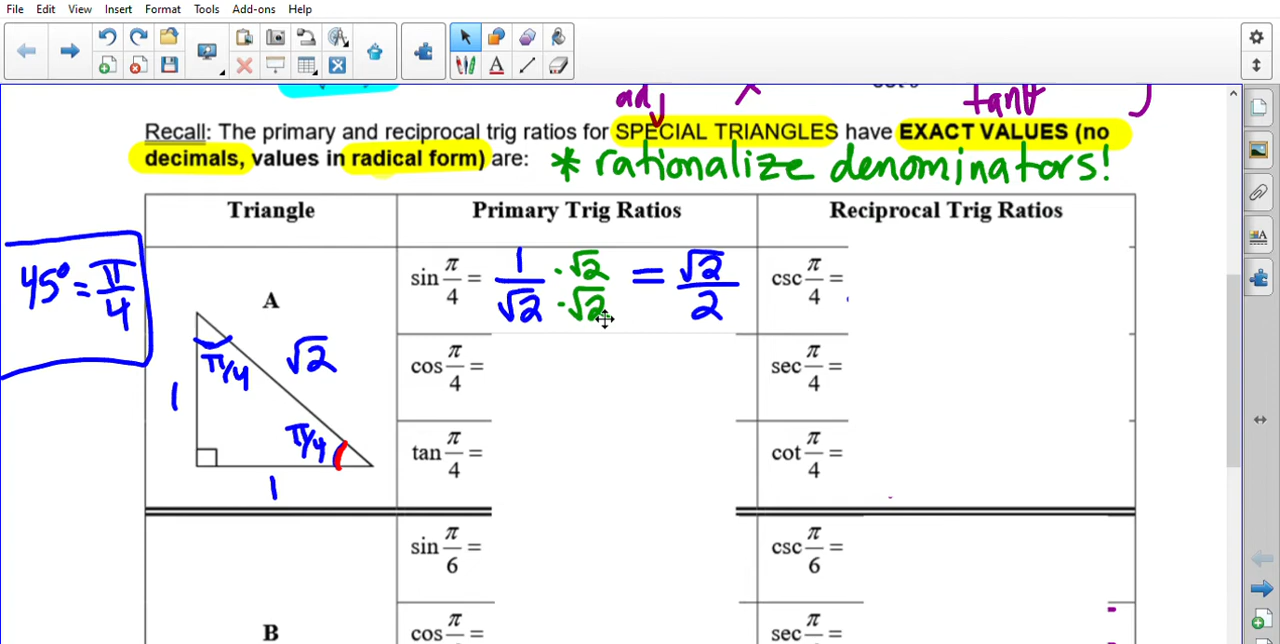 File Edit View Insert Format Tools Add-ons Help
adj
tanθ
Recall: The primary and reciprocal trig ratios for SPECIAL TRIANGLES have EXACT VALUES (no
decimals, values in radical form) are: * rationalize denominators!
Triangle Primary Trig Ratios Reciprocal Trig Ratios
45° = π/4
A
π/4
√2
1
π/4
1
sin π/4 = 1/√2 ·√2/·√2 = √2/2
csc π/4 =
cos π/4 =
sec π/4 =
tan π/4 =
cot π/4 =
sin π/6 =
csc π/6 =
B
cos π
sec π